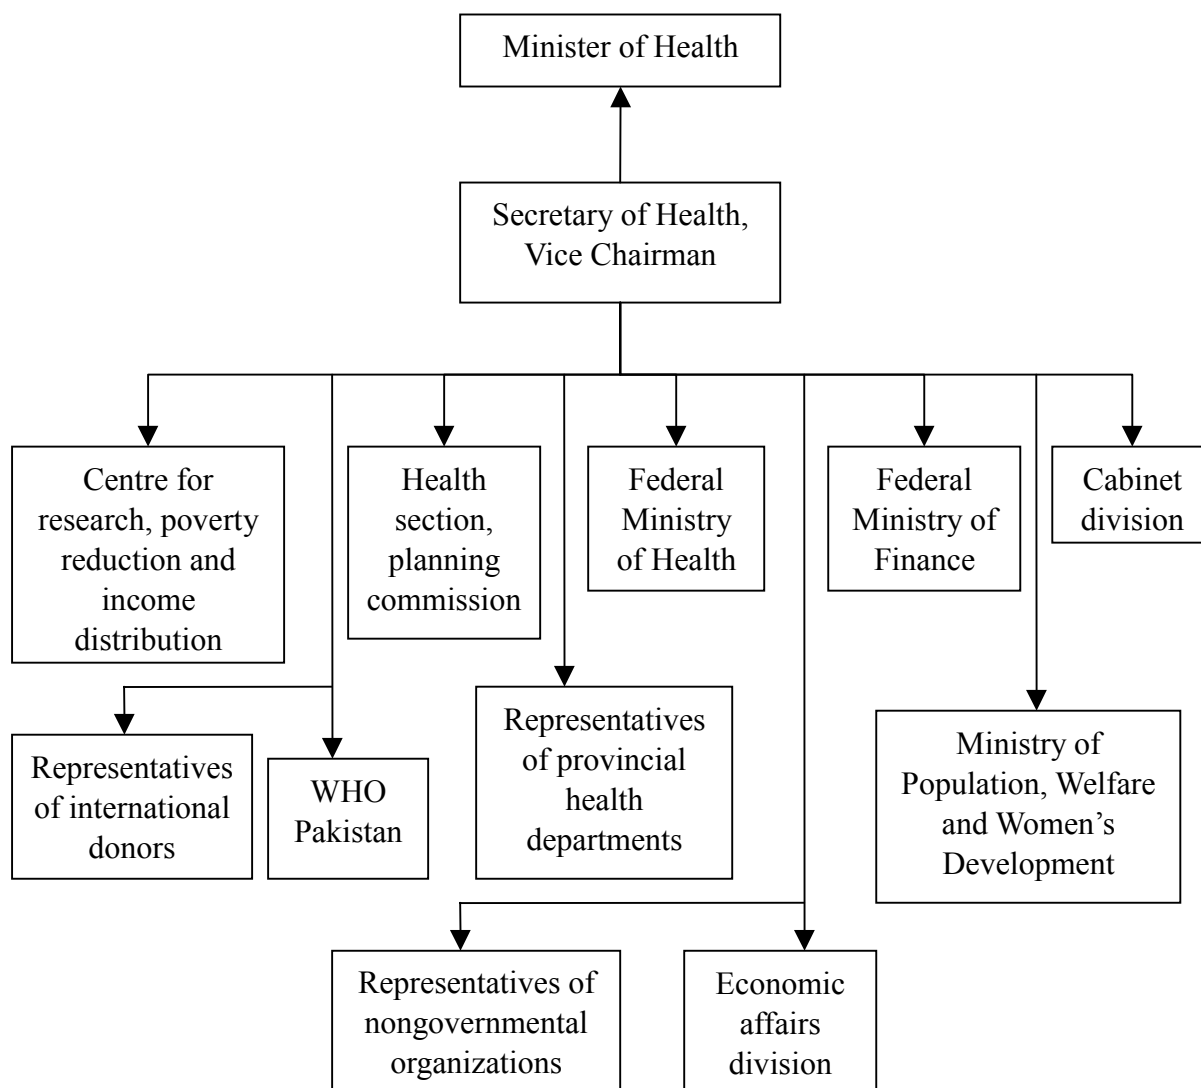 Minister of Health
Secretary of Health,
Vice Chairman
Centre for
research, poverty
reduction and
income
distribution
Health
section,
planning
commission
Federal
Ministry
of Health
Federal
Ministry of
Finance
Cabinet
division
Representatives
of international
donors
WHO
Pakistan
Representatives
of provincial
health
departments
Ministry of
Population, Welfare
and Women’s
Development
Representatives of
nongovernmental
organizations
Economic
affairs
division